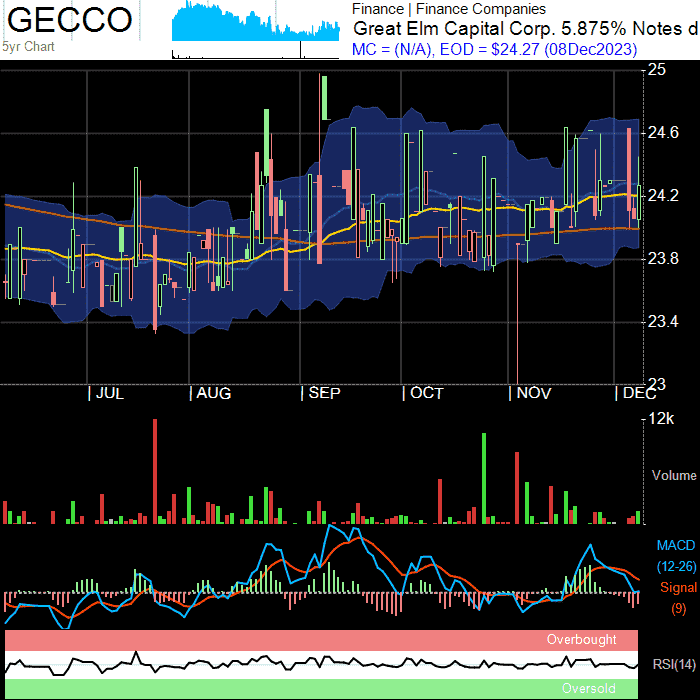 GECCO
5yr Chart
Finance | Finance Companies
Great Elm Capital Corp. 5.875% Notes d
MC = (N/A), EOD = $24.27 (08Dec2023)
25
24.6
24.2
23.8
23.4
23
| JUL | AUG | SEP | OCT | NOV | DEC
12k
Volume
MACD
(12-26)
Signal
(9)
Overbought
RSI(14)
Oversold